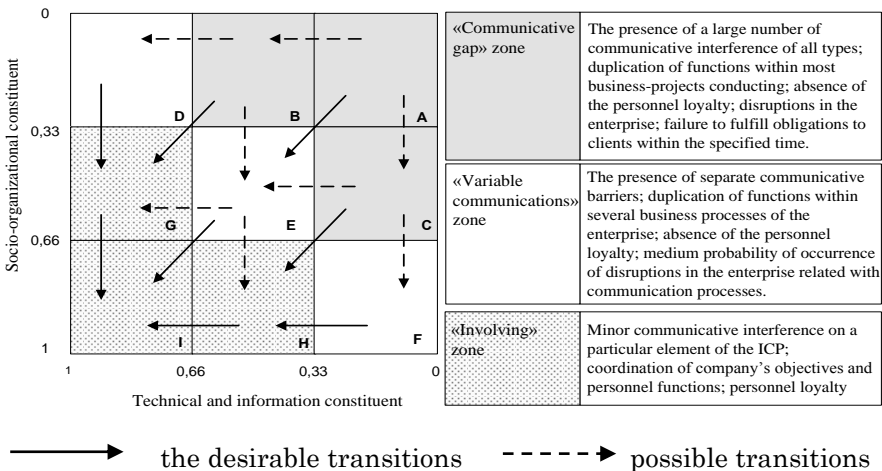 0
0,33
0,66
1
Socio-organizational constituent
D
B
A
G
E
C
I
H
F
1
0,66
0,33
0
Technical and information constituent
«Communicative
gap» zone
The presence of a large number of
communicative interference of all types;
duplication of functions within most
business-projects conducting; absence of
the personnel loyalty; disruptions in the
enterprise; failure to fulfill obligations to
clients within the specified time.
«Variable
communications»
zone
The presence of separate communicative
barriers; duplication of functions within
several business processes of the
enterprise; absence of the personnel
loyalty; medium probability of occurrence
of disruptions in the enterprise related with
communication processes.
«Involving»
zone
Minor communicative interference on a
particular element of the ICP;
coordination of company's objectives and
personnel functions; personnel loyalty
the desirable transitions
possible transitions